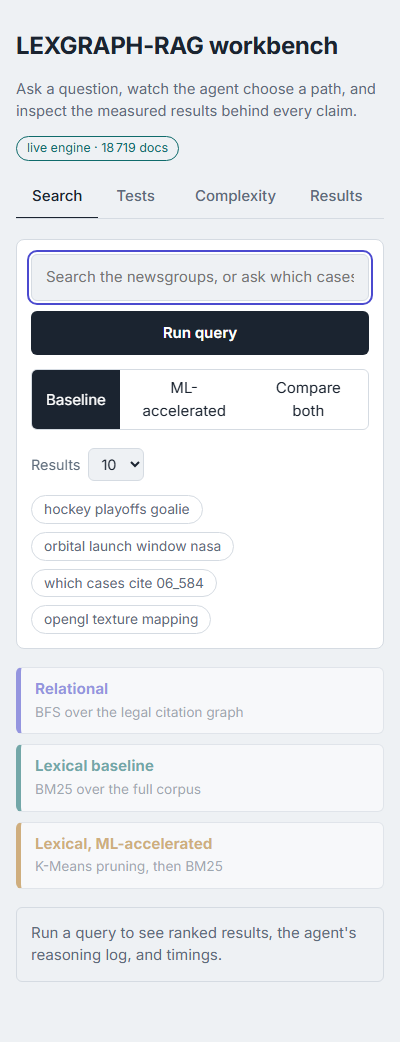 LEXGRAPH-RAG workbench
Ask a question, watch the agent choose a path, and
inspect the measured results behind every claim.
live engine · 18 719 docs
Search Tests Complexity Results
Search the newsgroups, or ask which cases
Run query
Baseline
ML-
accelerated
Compare
both
Results 10
hockey playoffs goalie
orbital launch window nasa
which cases cite 06_584
opengl texture mapping
Relational
BFS over the legal citation graph
Lexical baseline
BM25 over the full corpus
Lexical, ML-accelerated
K-Means pruning, then BM25
Run a query to see ranked results, the agent's
reasoning log, and timings.